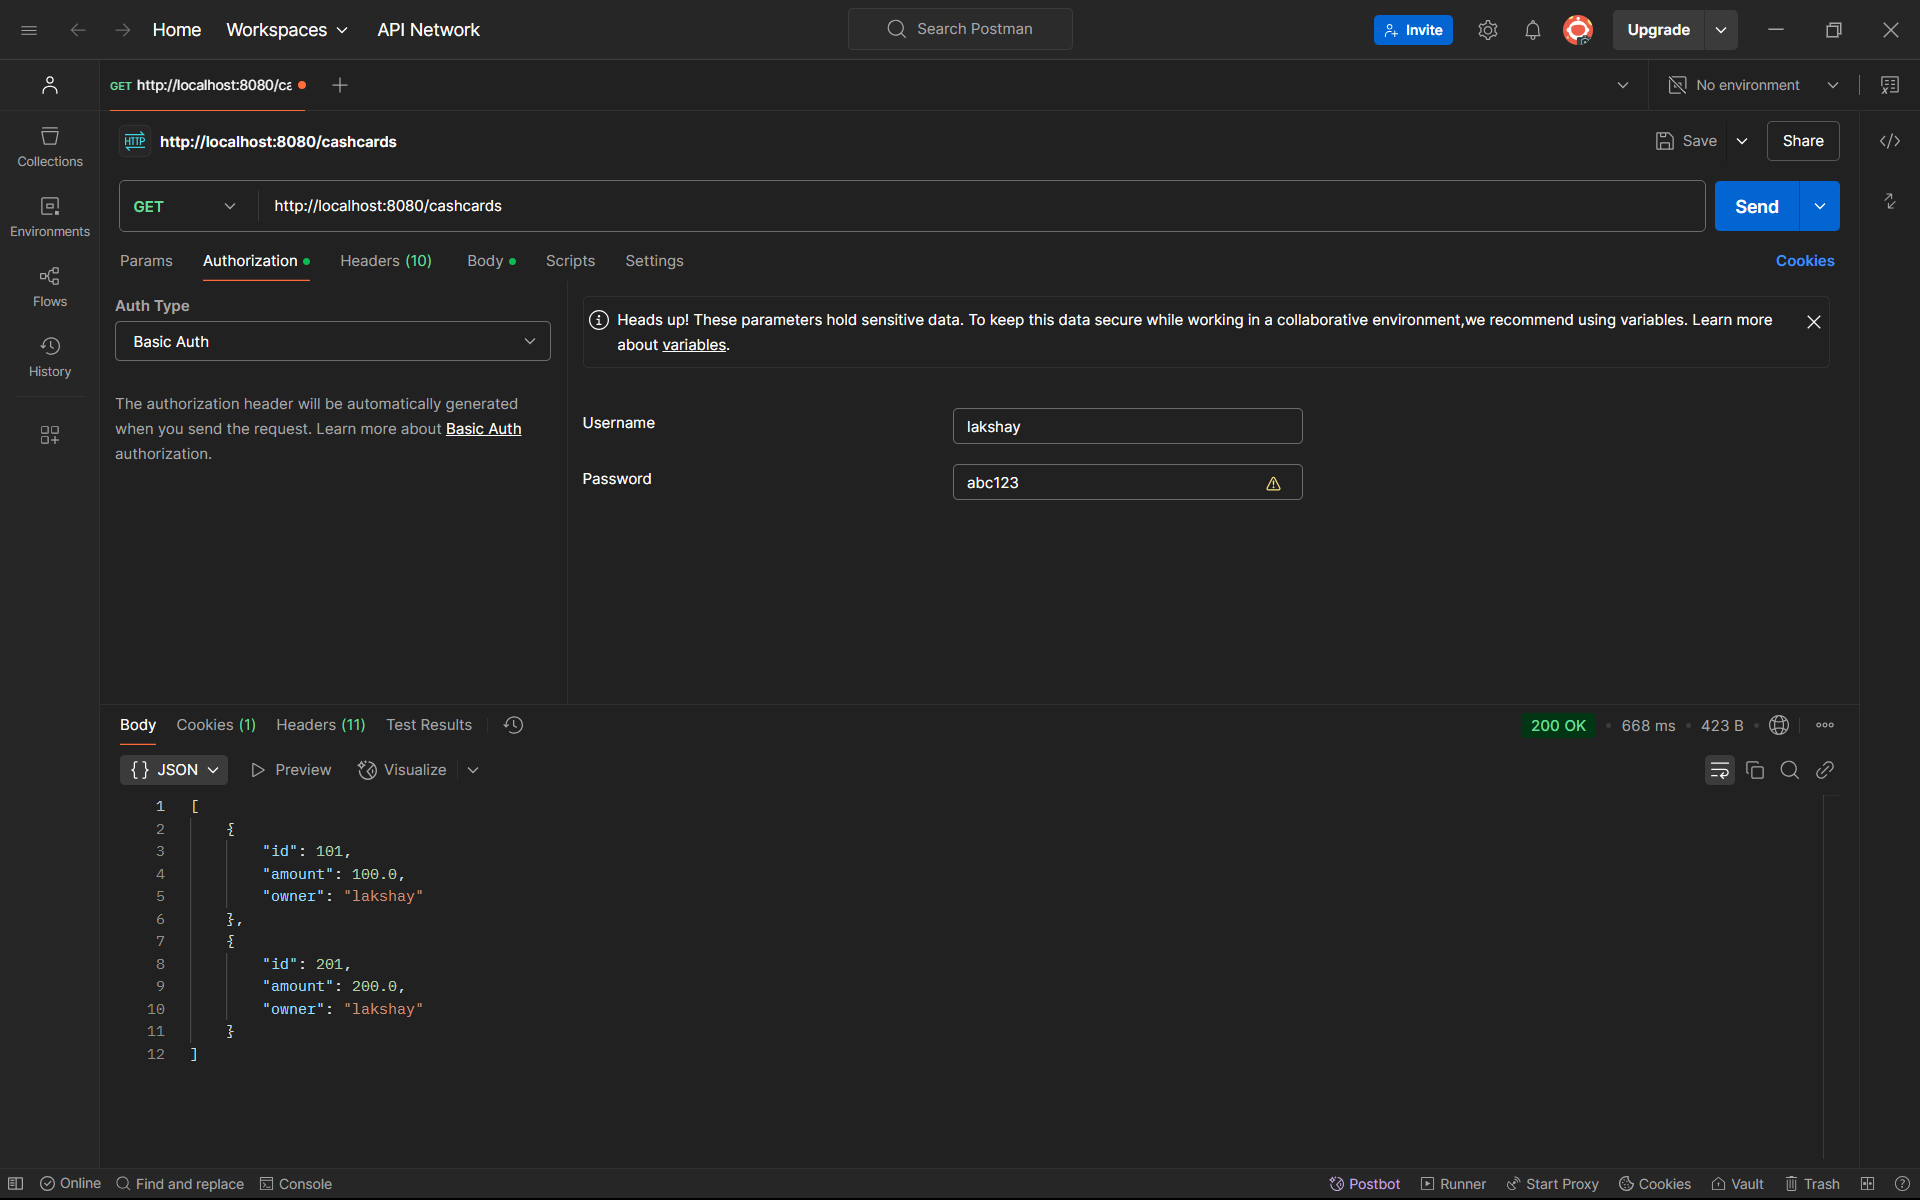 Home Workspaces API Network Search Postman Invite Upgrade
GET http://localhost:8080/ca No environment
HTTP http://localhost:8080/cashcards Save Share
Collections
GET http://localhost:8080/cashcards Send
Environments
Params Authorization Headers (10) Body Scripts Settings Cookies
Flows
History
Auth Type
Basic Auth
The authorization header will be automatically generated
when you send the request. Learn more about Basic Auth
authorization.
Heads up! These parameters hold sensitive data. To keep this data secure while working in a collaborative environment,we recommend using variables. Learn more
about variables.
Username lakshay
Password abc123
Body Cookies (1) Headers (11) Test Results 200 OK • 668 ms • 423 B •
{} JSON Preview Visualize
1 [
2 {
3 "id": 101,
4 "amount": 100.0,
5 "owner": "lakshay"
6 },
7 {
8 "id": 201,
9 "amount": 200.0,
10 "owner": "lakshay"
11 }
12 ]
Online Find and replace Console Postbot Runner Start Proxy Cookies Vault Trash